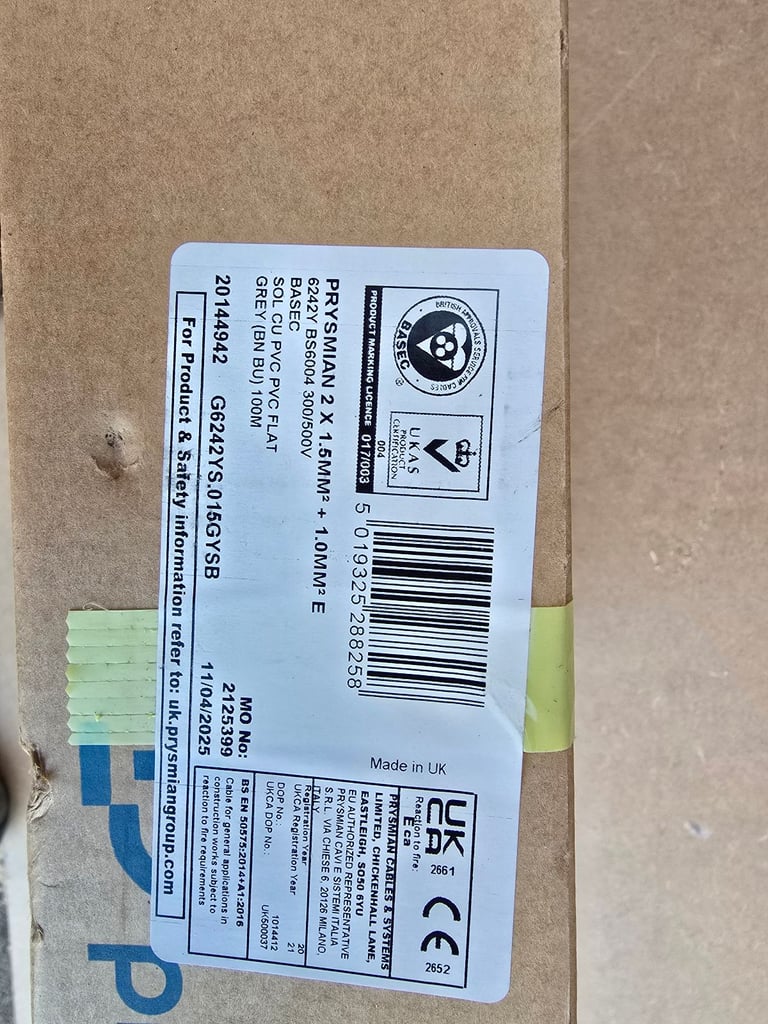 BRITISH APPROVALS SERVICE FOR CABLES
BASEC ®
UKAS
PRODUCT
CERTIFICATION
004
PRODUCT MARKING LICENCE 017/003
5 019325 288258
PRYSMIAN 2 X 1.5MM² + 1.0MM² E
6242Y BS6004 300/500V
BASEC
SOL CU PVC PVC FLAT
GREY (BN BU) 100M
20144942 G6242YS.015GYSB
MO No:
2125399
11/04/2025
For Product & Safety information refer to: uk.prysmiangroup.com
Made in UK
UK
CA
2661
CE
2652
Reaction to fire:
Eca
PRYSMIAN CABLES & SYSTEMS
LIMITED, CHICKENHALL LANE,
EASTLEIGH, SO50 6YU
EU AUTHORIZED REPRESENTATIVE
PRYSMIAN CAVI E SISTEMI ITALIA
S.R.L. VIA CHIESE 6, 20126 MILANO,
ITALY
Registration Year 20
UKCA Registration Year 21
DOP No.: 1014412
UKCA DOP No.: UK500037
BS EN 50575:2014+A1:2016
Cable for general applications in
construction works subject to
reaction to fire requirements